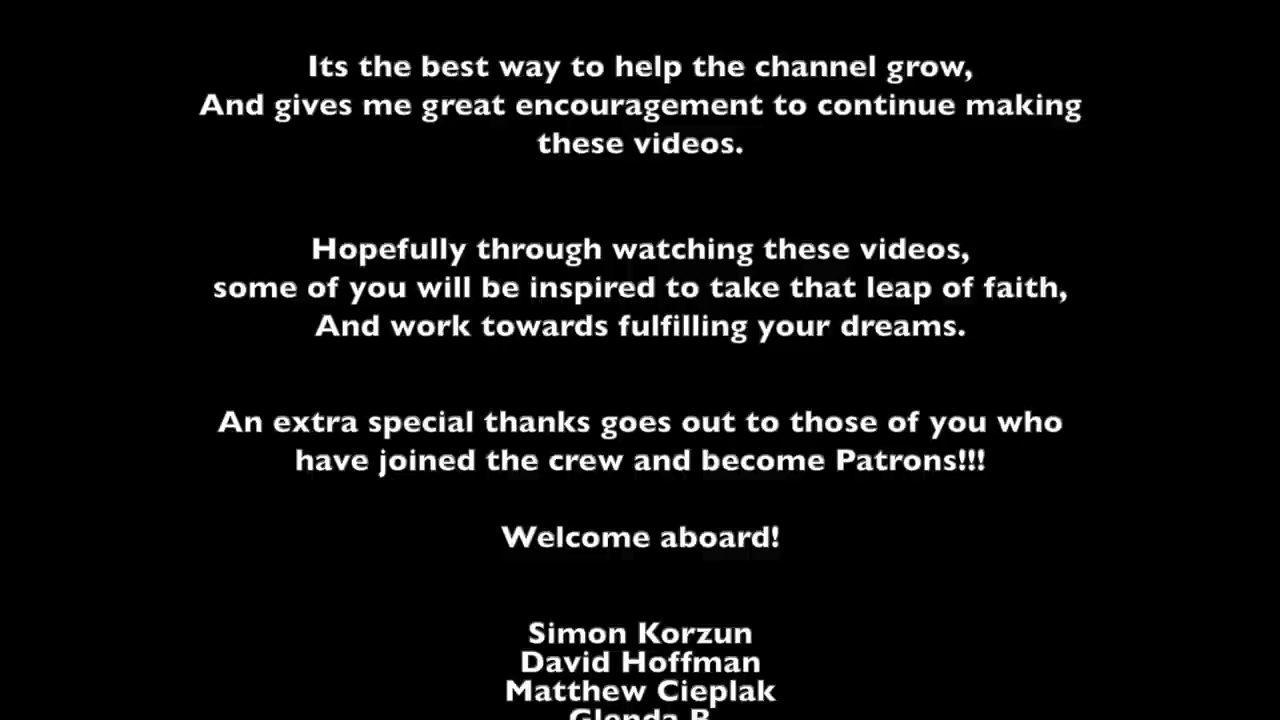 Its the best way to help the channel grow,
And gives me great encouragement to continue making
these videos.
Hopefully through watching these videos,
some of you will be inspired to take that leap of faith,
And work towards fulfilling your dreams.
An extra special thanks goes out to those of you who
have joined the crew and become Patrons!!!
Welcome aboard!
Simon Korzun
David Hoffman
Matthew Cieplak
Glenda B